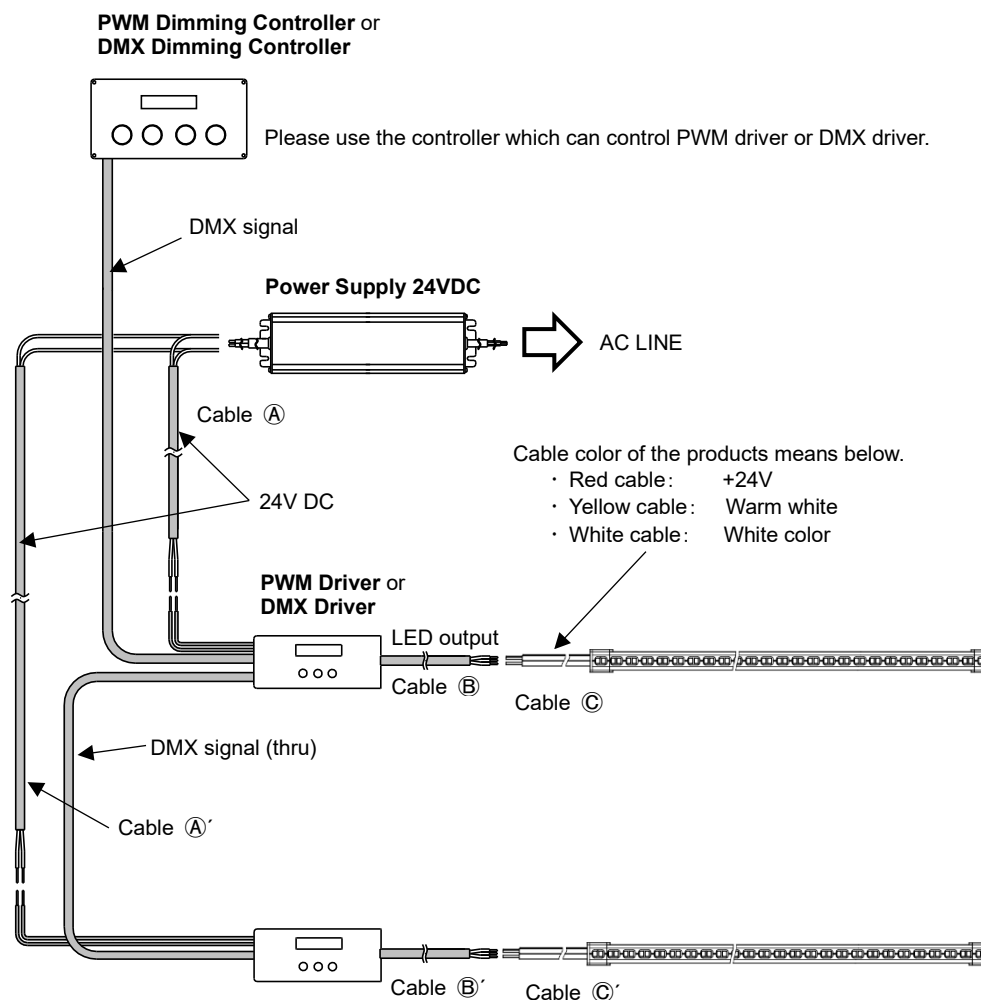 PWM Dimming Controller or
DMX Dimming Controller
Please use the controller which can control PWM driver or DMX driver.
DMX signal
Power Supply 24VDC
AC LINE
Cable Ⓐ
Cable color of the products means below.
・Red cable： +24V
・Yellow cable： Warm white
・White cable： White color
24V DC
PWM Driver or
DMX Driver
LED output
Cable Ⓑ
Cable Ⓒ
DMX signal (thru)
Cable Ⓐ´
Cable Ⓑ´
Cable Ⓒ´